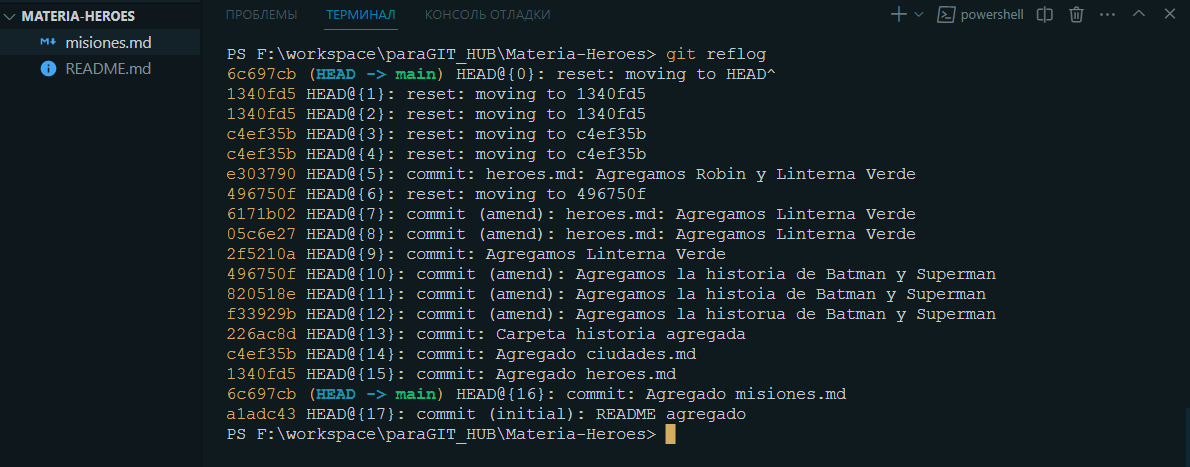 MATERIA-HEROES
misiones.md
README.md
ПРОБЛЕМЫ ТЕРМИНАЛ КОНСОЛЬ ОТЛАДКИ
powershell
PS F:\workspace\paraGIT_HUB\Materia-Heroes> git reflog
6c697cb (HEAD -> main) HEAD@{0}: reset: moving to HEAD^
1340fd5 HEAD@{1}: reset: moving to 1340fd5
1340fd5 HEAD@{2}: reset: moving to 1340fd5
c4ef35b HEAD@{3}: reset: moving to c4ef35b
c4ef35b HEAD@{4}: reset: moving to c4ef35b
e303790 HEAD@{5}: commit: heroes.md: Agregamos Robin y Linterna Verde
496750f HEAD@{6}: reset: moving to 496750f
6171b02 HEAD@{7}: commit (amend): heroes.md: Agregamos Linterna Verde
05c6e27 HEAD@{8}: commit (amend): heroes.md: Agregamos Linterna Verde
2f5210a HEAD@{9}: commit: Agregamos Linterna Verde
496750f HEAD@{10}: commit (amend): Agregamos la historia de Batman y Superman
820518e HEAD@{11}: commit (amend): Agregamos la histoia de Batman y Superman
f33929b HEAD@{12}: commit (amend): Agregamos la historua de Batman y Superman
226ac8d HEAD@{13}: commit: Carpeta historia agregada
c4ef35b HEAD@{14}: commit: Agregado ciudades.md
1340fd5 HEAD@{15}: commit: Agregado heroes.md
6c697cb (HEAD -> main) HEAD@{16}: commit: Agregado misiones.md
a1adc43 HEAD@{17}: commit (initial): README agregado
PS F:\workspace\paraGIT_HUB\Materia-Heroes>